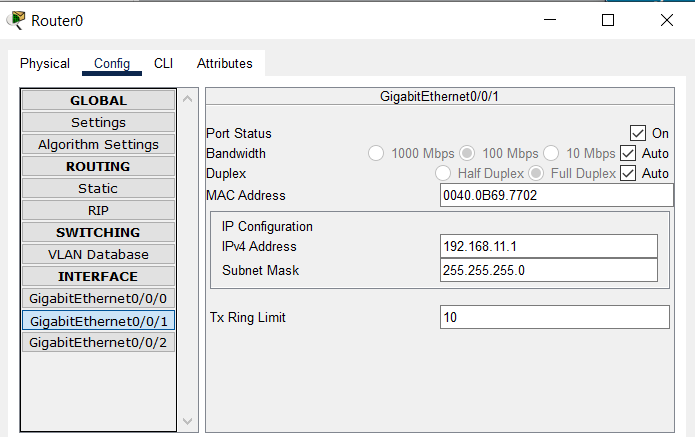 Router0
Physical Config CLI Attributes
GLOBAL
Settings
Algorithm Settings
ROUTING
Static
RIP
SWITCHING
VLAN Database
INTERFACE
GigabitEthernet0/0/0
GigabitEthernet0/0/1
GigabitEthernet0/0/2
GigabitEthernet0/0/1
Port Status On
Bandwidth 1000 Mbps 100 Mbps 10 Mbps Auto
Duplex Half Duplex Full Duplex Auto
MAC Address 0040.0B69.7702
IP Configuration
IPv4 Address 192.168.11.1
Subnet Mask 255.255.255.0
Tx Ring Limit 10